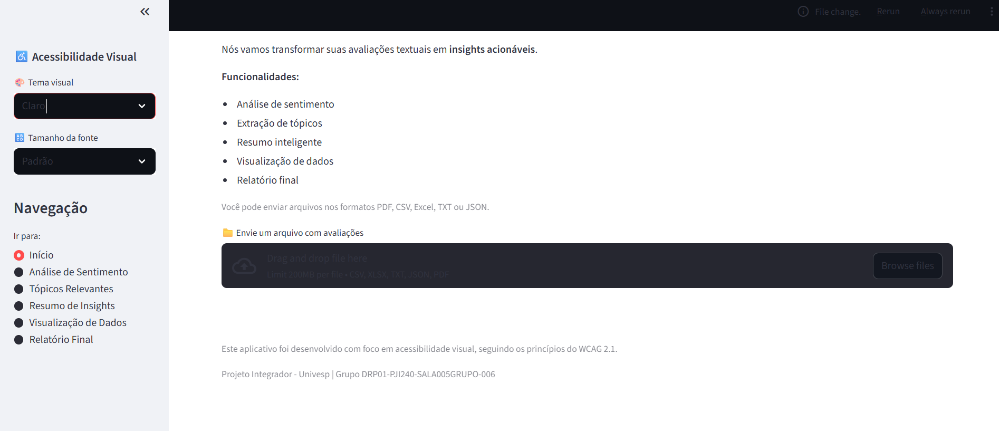 File change.
Rerun
Always rerun
Acessibilidade Visual
Tema visual
Claro
Tamanho da fonte
Padrão
Navegação
Ir para:
Início
Análise de Sentimento
Tópicos Relevantes
Resumo de Insights
Visualização de Dados
Relatório Final
Nós vamos transformar suas avaliações textuais em insights acionáveis.
Funcionalidades:
Análise de sentimento
Extração de tópicos
Resumo inteligente
Visualização de dados
Relatório final
Você pode enviar arquivos nos formatos PDF, CSV, Excel, TXT ou JSON.
Envie um arquivo com avaliações
Drag and drop file here
Limit 200MB per file • CSV, XLSX, TXT, JSON, PDF
Browse files
Este aplicativo foi desenvolvido com foco em acessibilidade visual, seguindo os princípios do WCAG 2.1.
Projeto Integrador - Univesp | Grupo DRP01-PJI240-SALA005GRUPO-006